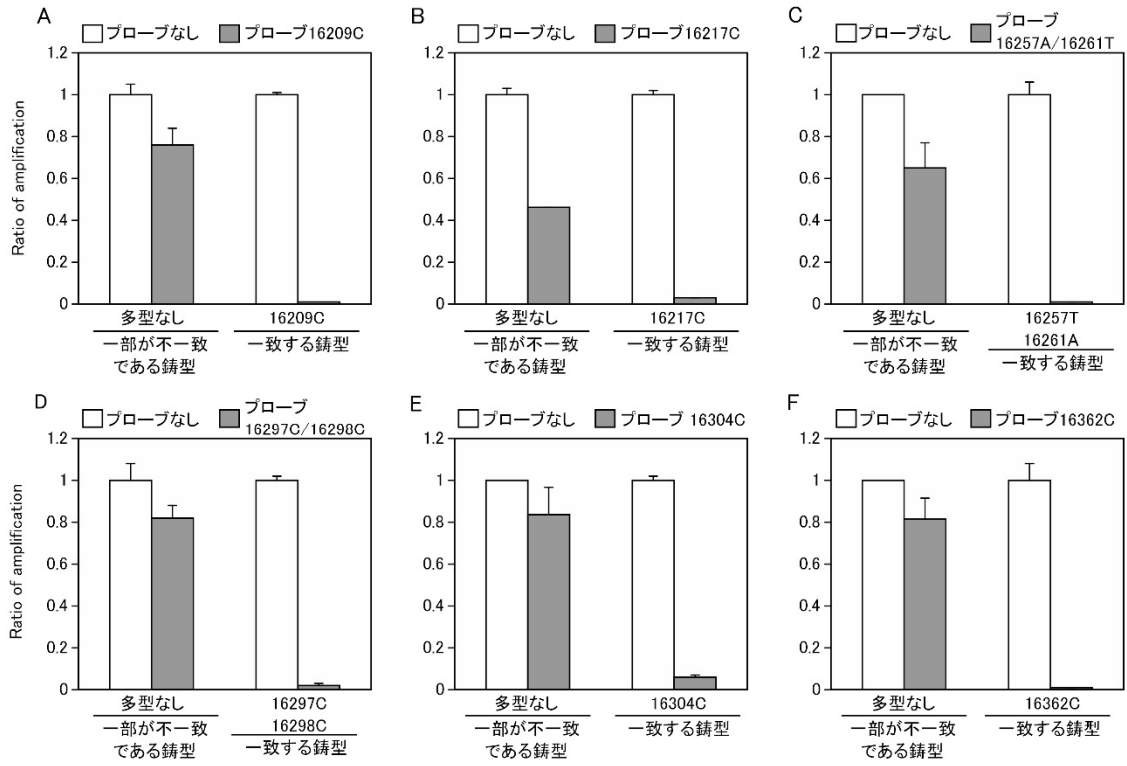 A
プローブなし
プローブ16209C
Ratio of amplification
1.2
1
0.8
0.6
0.4
0.2
0
多型なし
一部が不一致
である鋳型
16209C
一致する鋳型
B
プローブなし
プローブ16217C
1.2
1
0.8
0.6
0.4
0.2
0
多型なし
一部が不一致
である鋳型
16217C
一致する鋳型
C
プローブなし
プローブ
16257A/16261T
1.2
1
0.8
0.6
0.4
0.2
0
多型なし
一部が不一致
である鋳型
16257T
16261A
一致する鋳型
D
プローブなし
プローブ
16297C/16298C
Ratio of amplification
1.2
1
0.8
0.6
0.4
0.2
0
多型なし
一部が不一致
である鋳型
16297C
16298C
一致する鋳型
E
プローブなし
プローブ 16304C
1.2
1
0.8
0.6
0.4
0.2
0
多型なし
一部が不一致
である鋳型
16304C
一致する鋳型
F
プローブなし
プローブ16362C
1.2
1
0.8
0.6
0.4
0.2
0
多型なし
一部が不一致
である鋳型
16362C
一致する鋳型